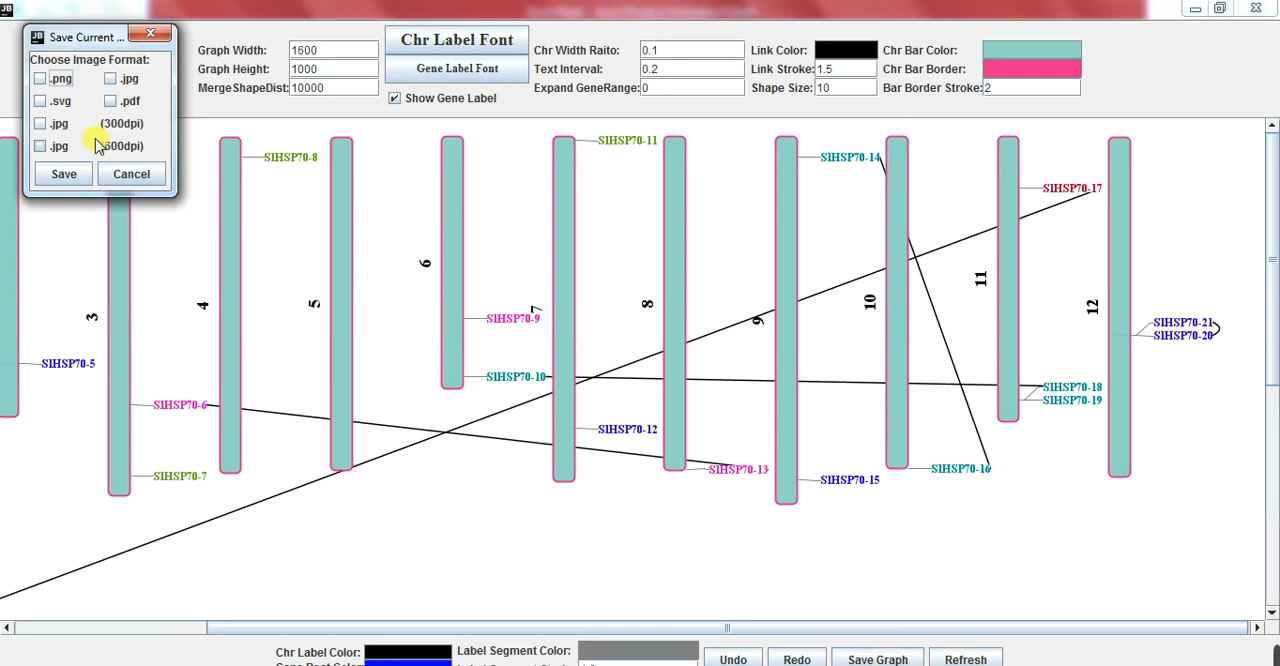 JB
JB Save Current ...
Choose Image Format:
.png .jpg
.svg .pdf
.jpg (300dpi)
.jpg (600dpi)
Save Cancel
Graph Width: 1600
Graph Height: 1000
MergeShapeDist: 10000
Chr Label Font
Gene Label Font
Show Gene Label
Chr Width Raito: 0.1
Text Interval: 0.2
Expand GeneRange: 0
Link Color:
Link Stroke: 1.5
Shape Size: 10
Chr Bar Color:
Chr Bar Border:
Bar Border Stroke: 2
3
4
5
6
7
8
9
10
11
12
SlHSP70-5
SlHSP70-6
SlHSP70-7
SlHSP70-8
SlHSP70-9
SlHSP70-10
SlHSP70-11
SlHSP70-12
SlHSP70-13
SlHSP70-14
SlHSP70-15
SlHSP70-16
SlHSP70-17
SlHSP70-18
SlHSP70-19
SlHSP70-21
SlHSP70-20
Chr Label Color:
Label Segment Color:
Undo Redo Save Graph Refresh